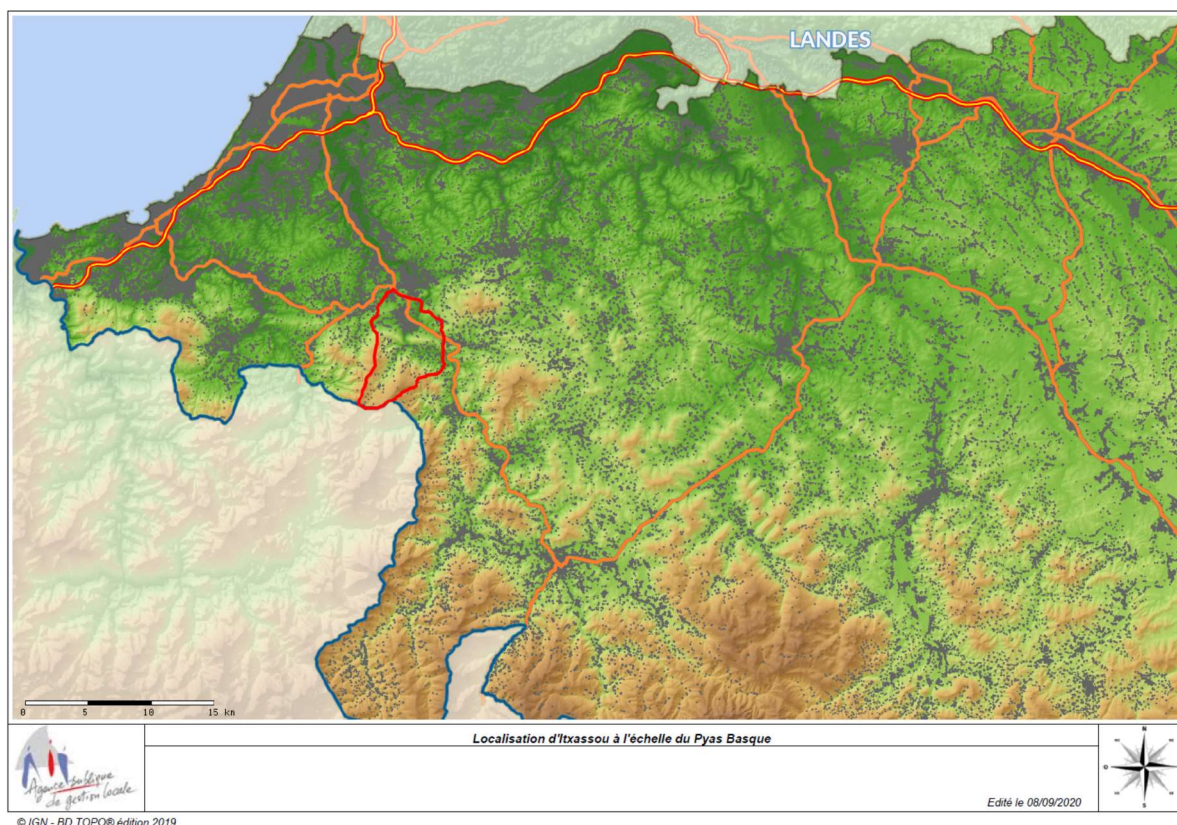 LANDES
0 5 10 15 km
Localisation d'Itxassou à l'échelle du Pyas Basque
Agence publique
de gestion locale
N
O
E
S
Edité le 08/09/2020
© IGN - BD TOPO® édition 2019